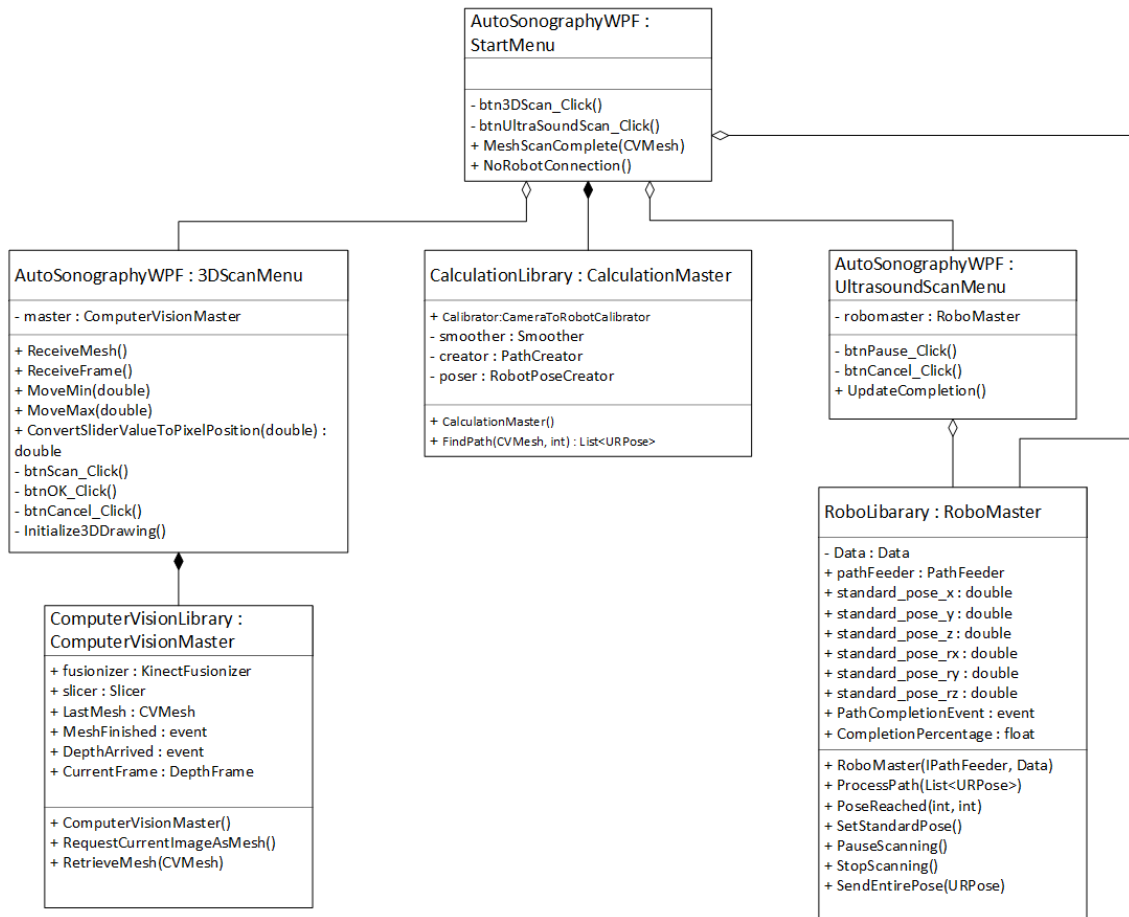 AutoSonographyWPF :
StartMenu
- btn3DScan_Click()
- btnUltraSoundScan_Click()
+ MeshScanComplete(CVMesh)
+ NoRobotConnection()
AutoSonographyWPF : 3DScanMenu
- master : ComputerVisionMaster
+ ReceiveMesh()
+ ReceiveFrame()
+ MoveMin(double)
+ MoveMax(double)
+ ConvertSliderValueToPixelPosition(double) :
double
- btnScan_Click()
- btnOK_Click()
- btnCancel_Click()
- Initialize3DDrawing()
CalculationLibrary : CalculationMaster
+ Calibrator:CameraToRobotCalibrator
- smoother : Smoother
- creator : PathCreator
- poser : RobotPoseCreator
+ CalculationMaster()
+ FindPath(CVMesh, int) : List<URPose>
AutoSonographyWPF :
UltrasoundScanMenu
- robomaster : RoboMaster
- btnPause_Click()
- btnCancel_Click()
+ UpdateCompletion()
ComputerVisionLibrary :
ComputerVisionMaster
+ fusionizer : KinectFusionizer
+ slicer : Slicer
+ LastMesh : CVMesh
+ MeshFinished : event
+ DepthArrived : event
+ CurrentFrame : DepthFrame
+ ComputerVisionMaster()
+ RequestCurrentImageAsMesh()
+ RetrieveMesh(CVMesh)
RoboLibarary : RoboMaster
- Data : Data
+ pathFeeder : PathFeeder
+ standard_pose_x : double
+ standard_pose_y : double
+ standard_pose_z : double
+ standard_pose_rx : double
+ standard_pose_ry : double
+ standard_pose_rz : double
+ PathCompletionEvent : event
+ CompletionPercentage : float
+ RoboMaster(IPathFeeder, Data)
+ ProcessPath(List<URPose>)
+ PoseReached(int, int)
+ SetStandardPose()
+ PauseScanning()
+ StopScanning()
+ SendEntirePose(URPose)